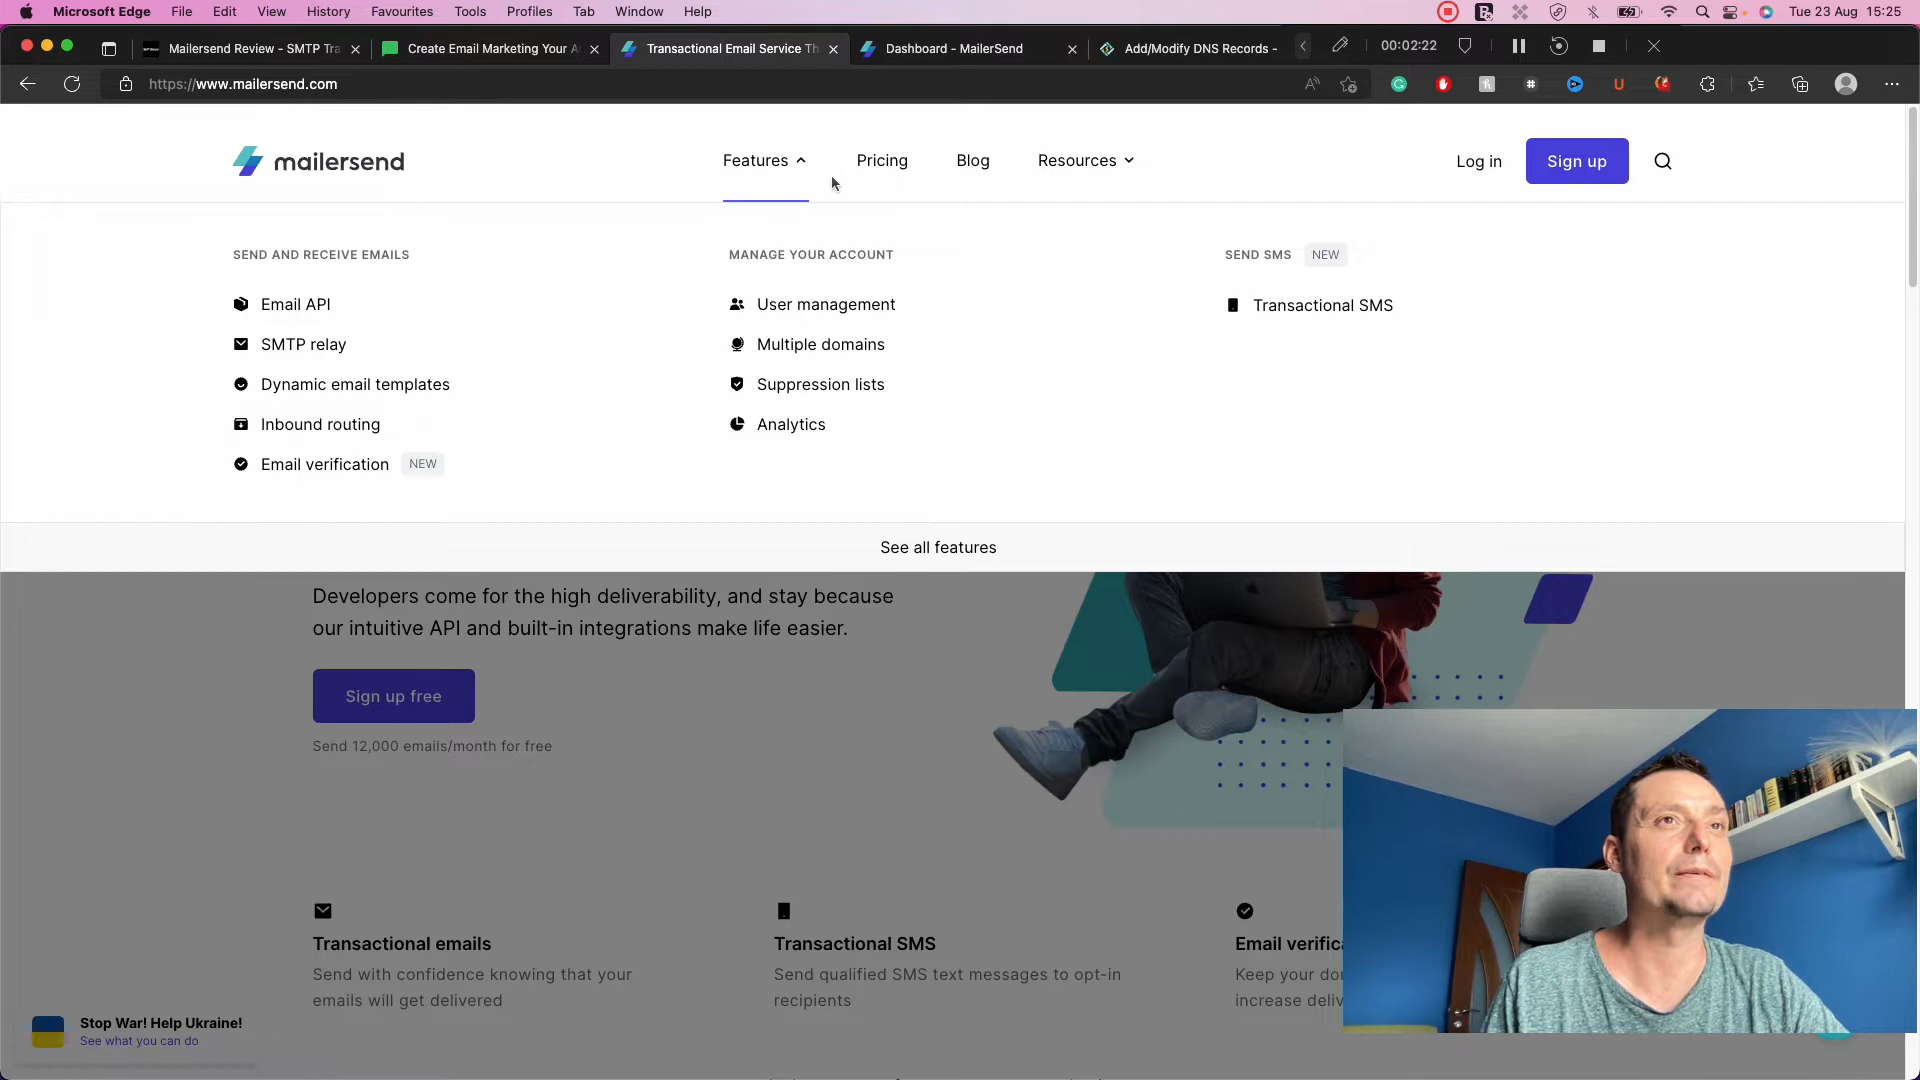 Microsoft Edge File Edit View History Favourites Tools Profiles Tab Window Help Tue 23 Aug 15:25
Mailersend Review - SMTP Tra Create Email Marketing Your A Transactional Email Service Th Dashboard - MailerSend Add/Modify DNS Records - 00:02:22
https://www.mailersend.com
mailersend Features Pricing Blog Resources Log in Sign up
SEND AND RECEIVE EMAILS MANAGE YOUR ACCOUNT SEND SMS NEW
Email API User management Transactional SMS
SMTP relay Multiple domains
Dynamic email templates Suppression lists
Inbound routing Analytics
Email verification NEW
See all features
Developers come for the high deliverability, and stay because
our intuitive API and built-in integrations make life easier.
Sign up free
Send 12,000 emails/month for free
Transactional emails Transactional SMS Email verifica
Send with confidence knowing that your Send qualified SMS text messages to opt-in Keep your do
emails will get delivered recipients increase deliv
Stop War! Help Ukraine!
See what you can do